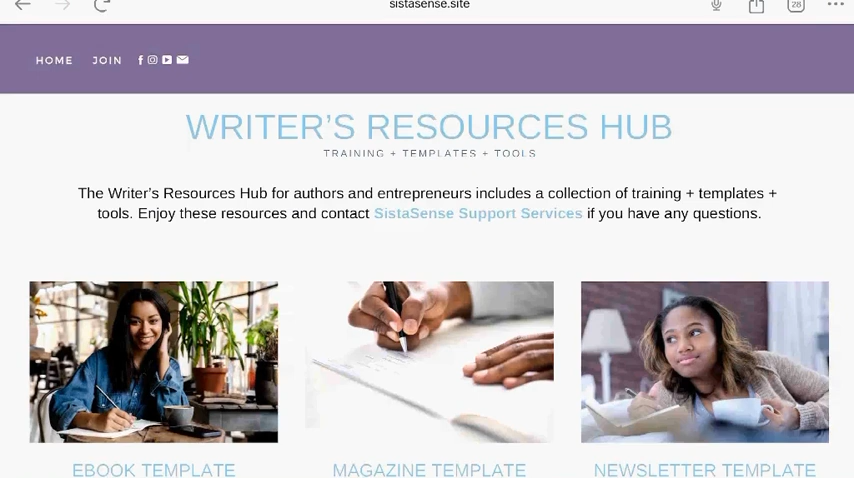 sistasense.site
28
HOME JOIN
WRITER'S RESOURCES HUB
TRAINING + TEMPLATES + TOOLS
The Writer's Resources Hub for authors and entrepreneurs includes a collection of training + templates +
tools. Enjoy these resources and contact SistaSense Support Services if you have any questions.
EBOOK TEMPLATE
MAGAZINE TEMPLATE
NEWSLETTER TEMPLATE